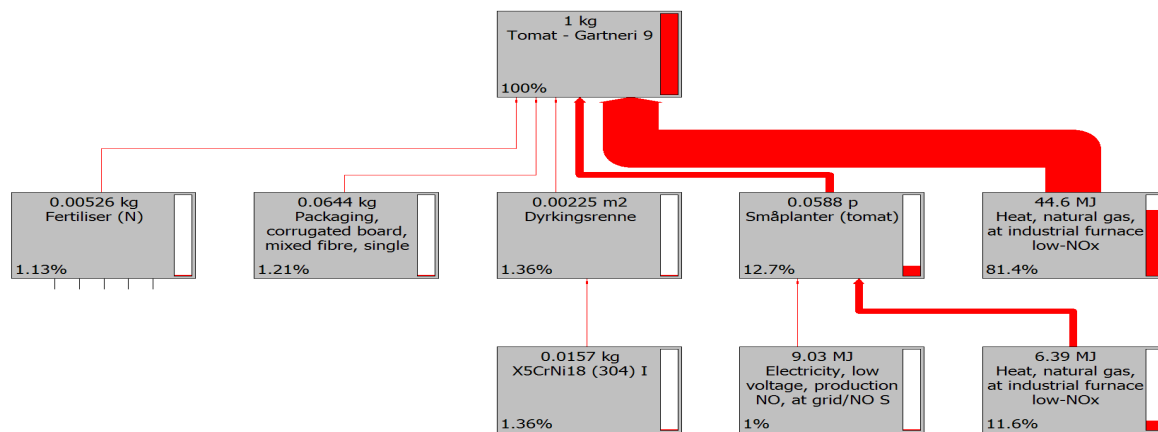 1 kg
Tomat - Gartneri 9
100%
0.00526 kg
Fertiliser (N)
1.13%
0.0644 kg
Packaging,
corrugated board,
mixed fibre, single
1.21%
0.00225 m2
Dyrkingsrenne
1.36%
0.0588 p
Småplanter (tomat)
12.7%
44.6 MJ
Heat, natural gas,
at industrial furnace
low-NOx
81.4%
0.0157 kg
X5CrNi18 (304) I
1.36%
9.03 MJ
Electricity, low
voltage, production
NO, at grid/NO S
1%
6.39 MJ
Heat, natural gas,
at industrial furnace
low-NOx
11.6%